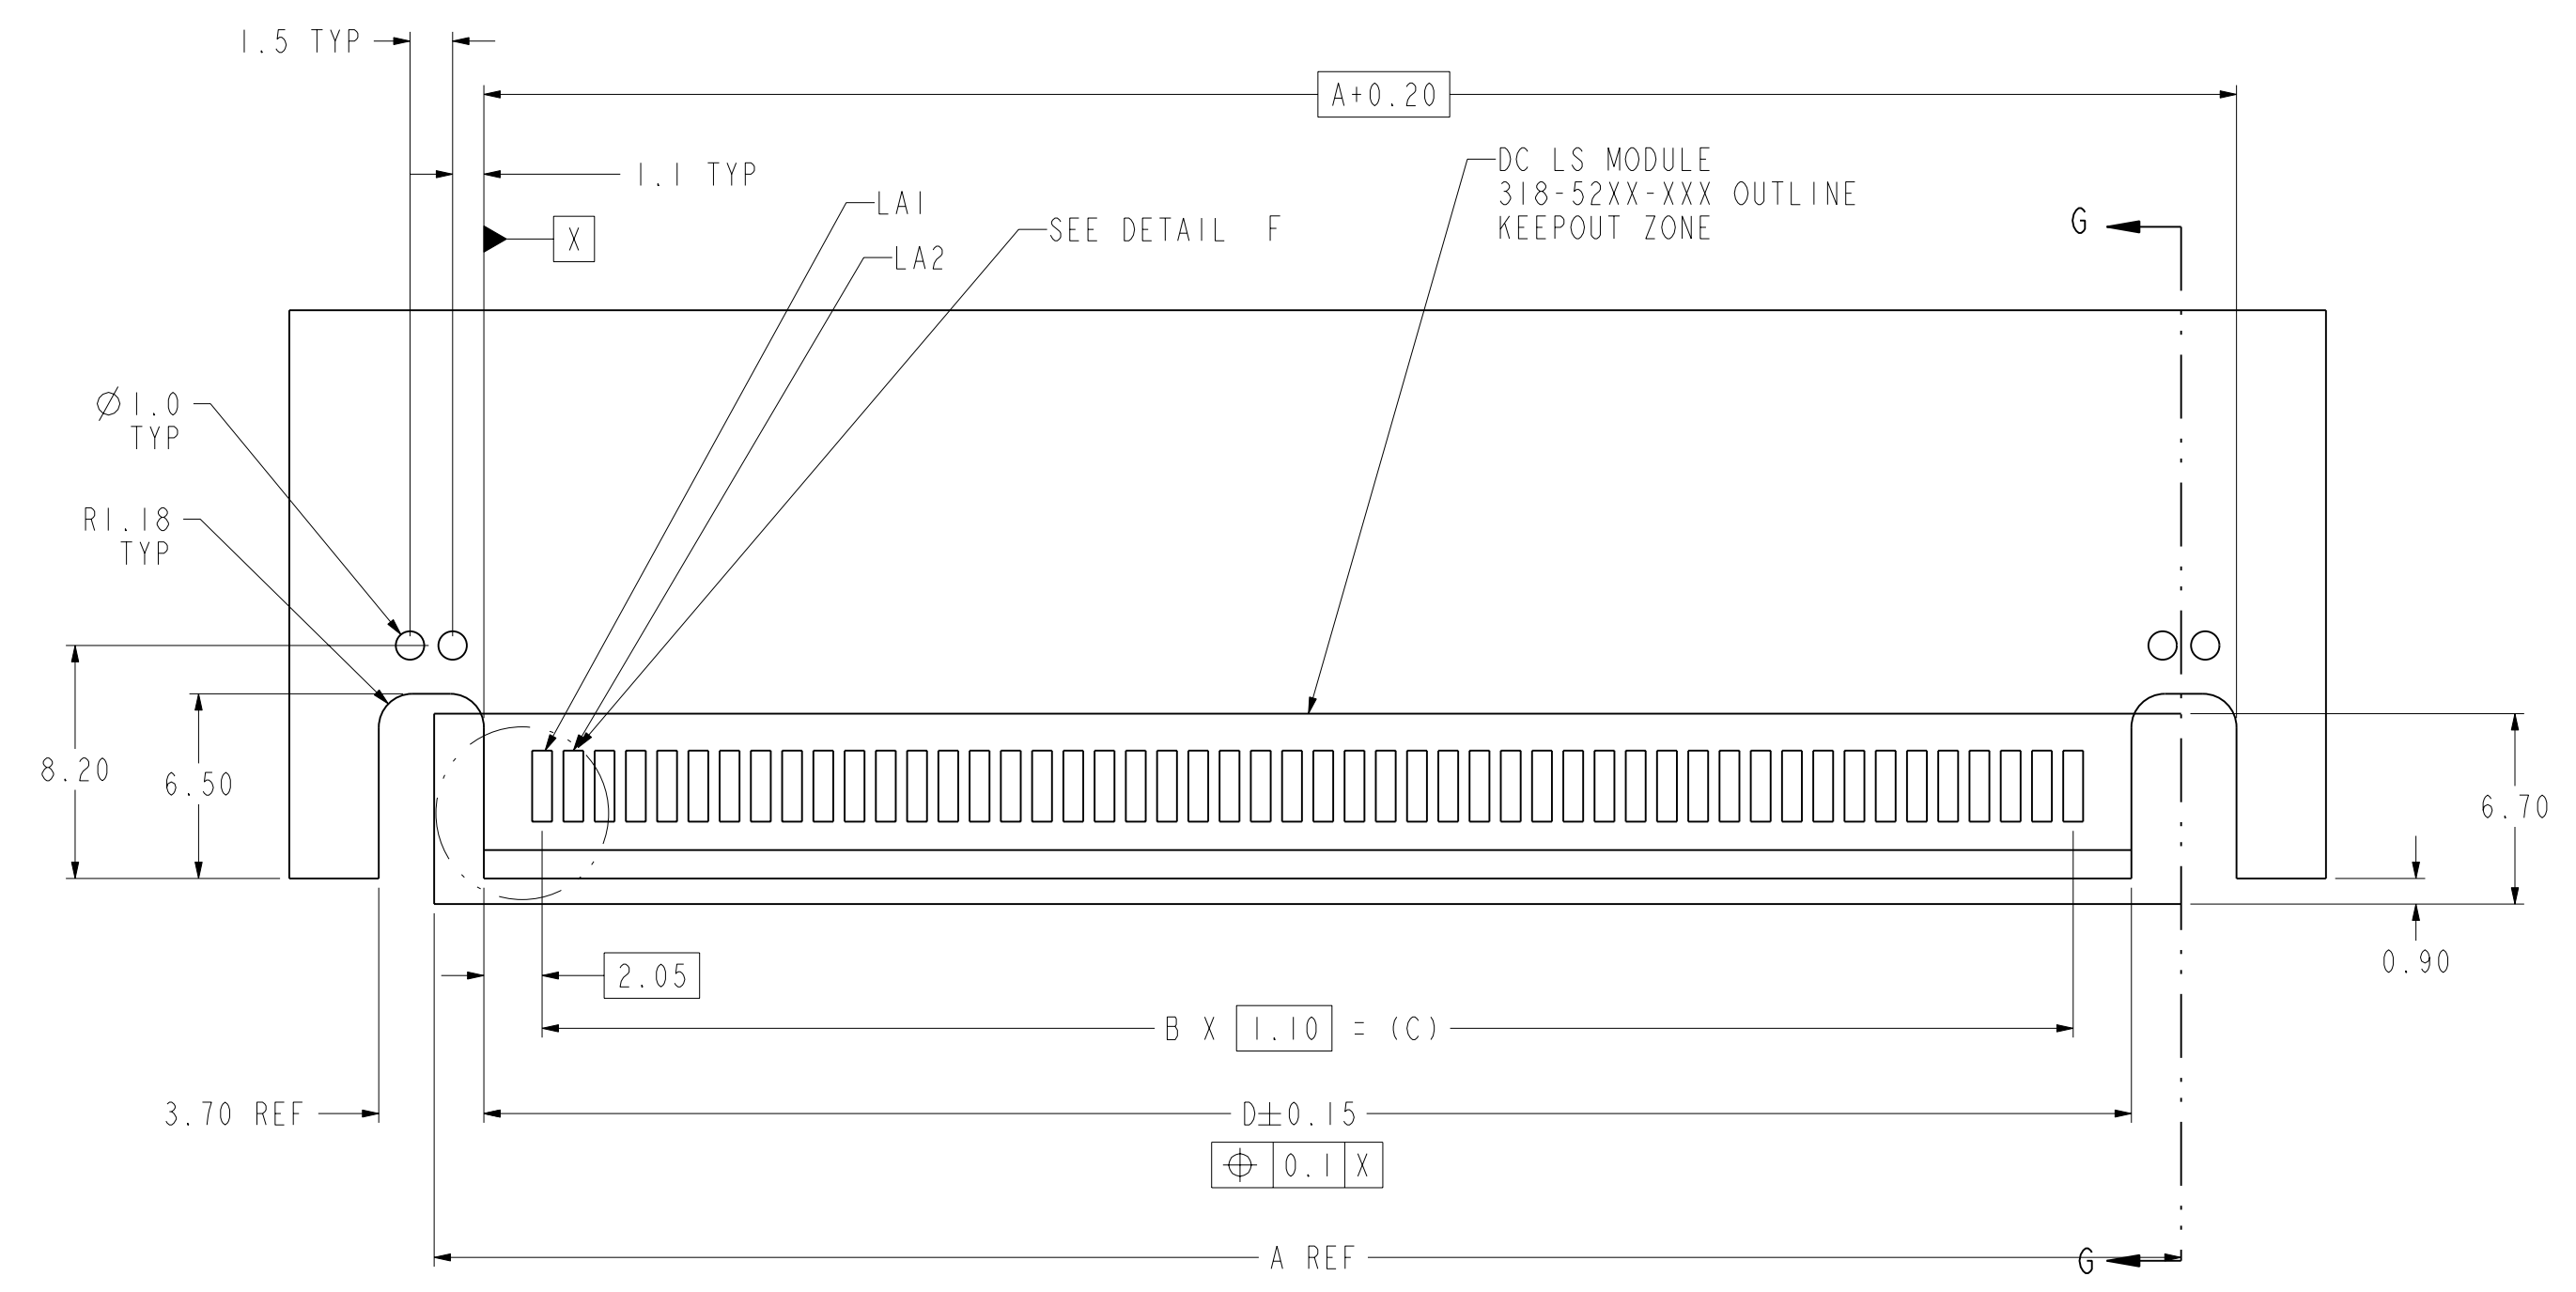 1.5 TYP
A+0.20
1.1 TYP
X
LA1
LA2
SEE DETAIL F
DC LS MODULE
318-52XX-XXX OUTLINE
KEEPOUT ZONE
G
Ø1.0
TYP
R1.18
TYP
8.20
6.50
6.70
0.90
2.05
B X 1.10 = (C)
3.70 REF
D±0.15
⌖ 0.1 X
A REF
G